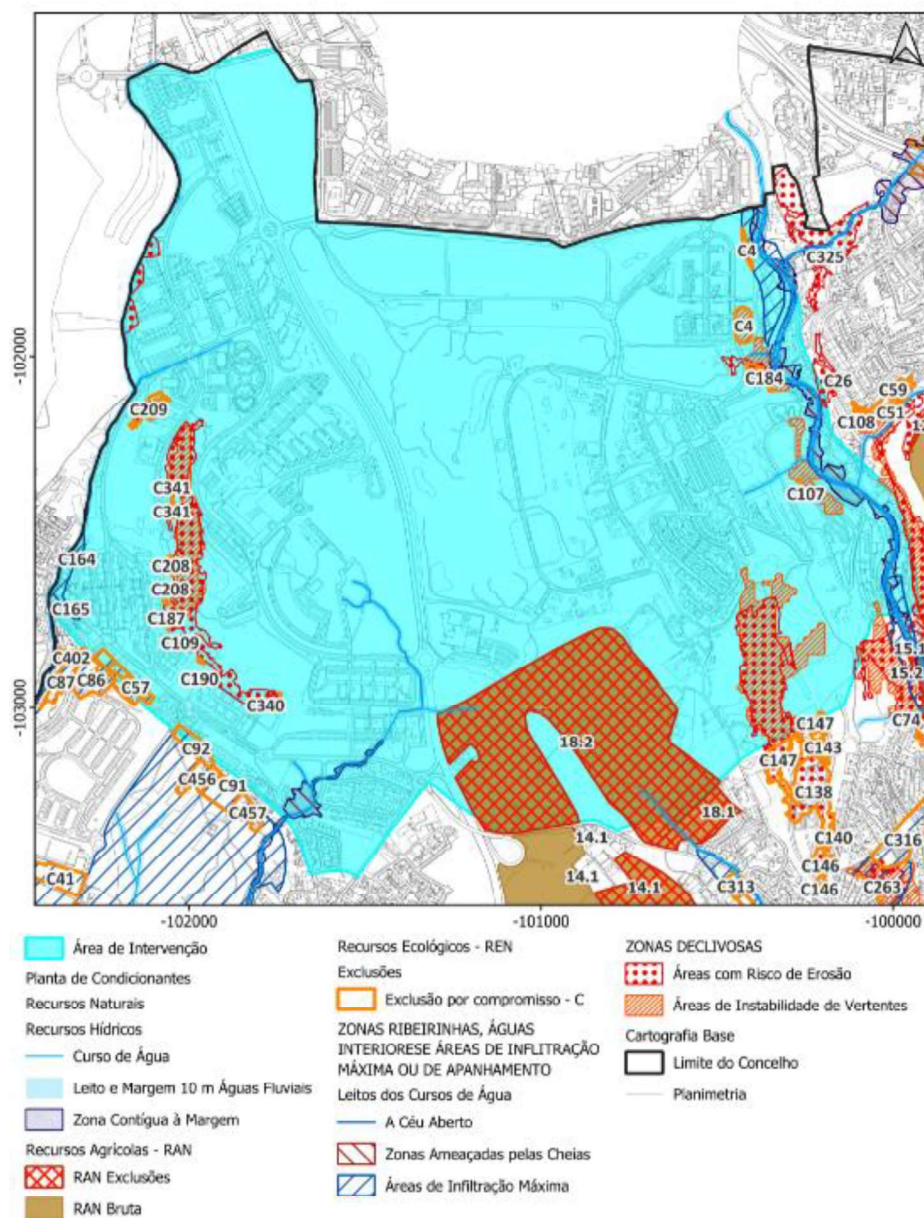 C4
C325
-102000
C4
C184
C26
C59
C51
C108
C209
C341
C107
C341
C164
C208
C165
C208
C187
C109
15.1
C402
C87
C86
C190
15.2
C57
C340
C74
-103000
C147
C92
18.2
C143
C147
C456
C91
C138
C457
18.1
14.1
C140
C316
C41
14.1
14.1
C146
C313
C146
C263
-102000
-101000
-100000
Área de Intervenção
Planta de Condicionantes
Recursos Naturais
Recursos Hídricos
Curso de Água
Leito e Margem 10 m Águas Fluviais
Zona Contígua à Margem
Recursos Agrícolas - RAN
RAN Exclusões
RAN Bruta
Recursos Ecológicos - REN
Exclusões
Exclusão por compromisso - C
ZONAS RIBEIRINHAS, ÁGUAS
INTERIORESE ÁREAS DE INFLITRAÇÃO
MÁXIMA OU DE APANHAMENTO
Leitos dos Cursos de Água
A Céu Aberto
Zonas Ameaçadas pelas Cheias
Áreas de Infiltração Máxima
ZONAS DECLIVOSAS
Áreas com Risco de Erosão
Áreas de Instabilidade de Vertentes
Cartografia Base
Limite do Concelho
Planimetria